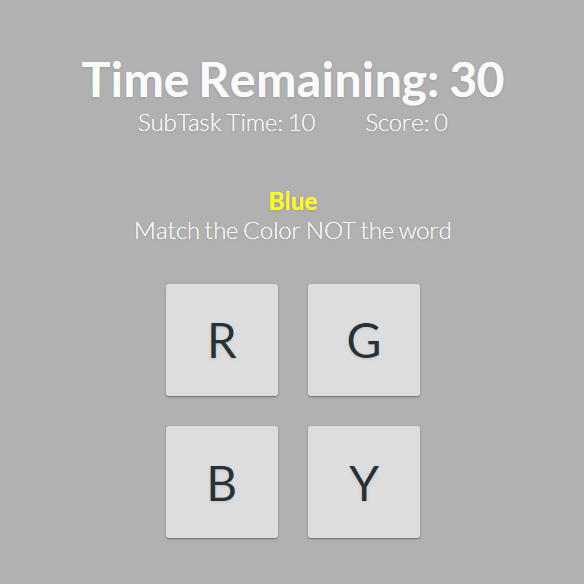 Time Remaining: 30
SubTask Time: 10 Score: 0
Blue
Match the Color NOT the word
R G
B Y